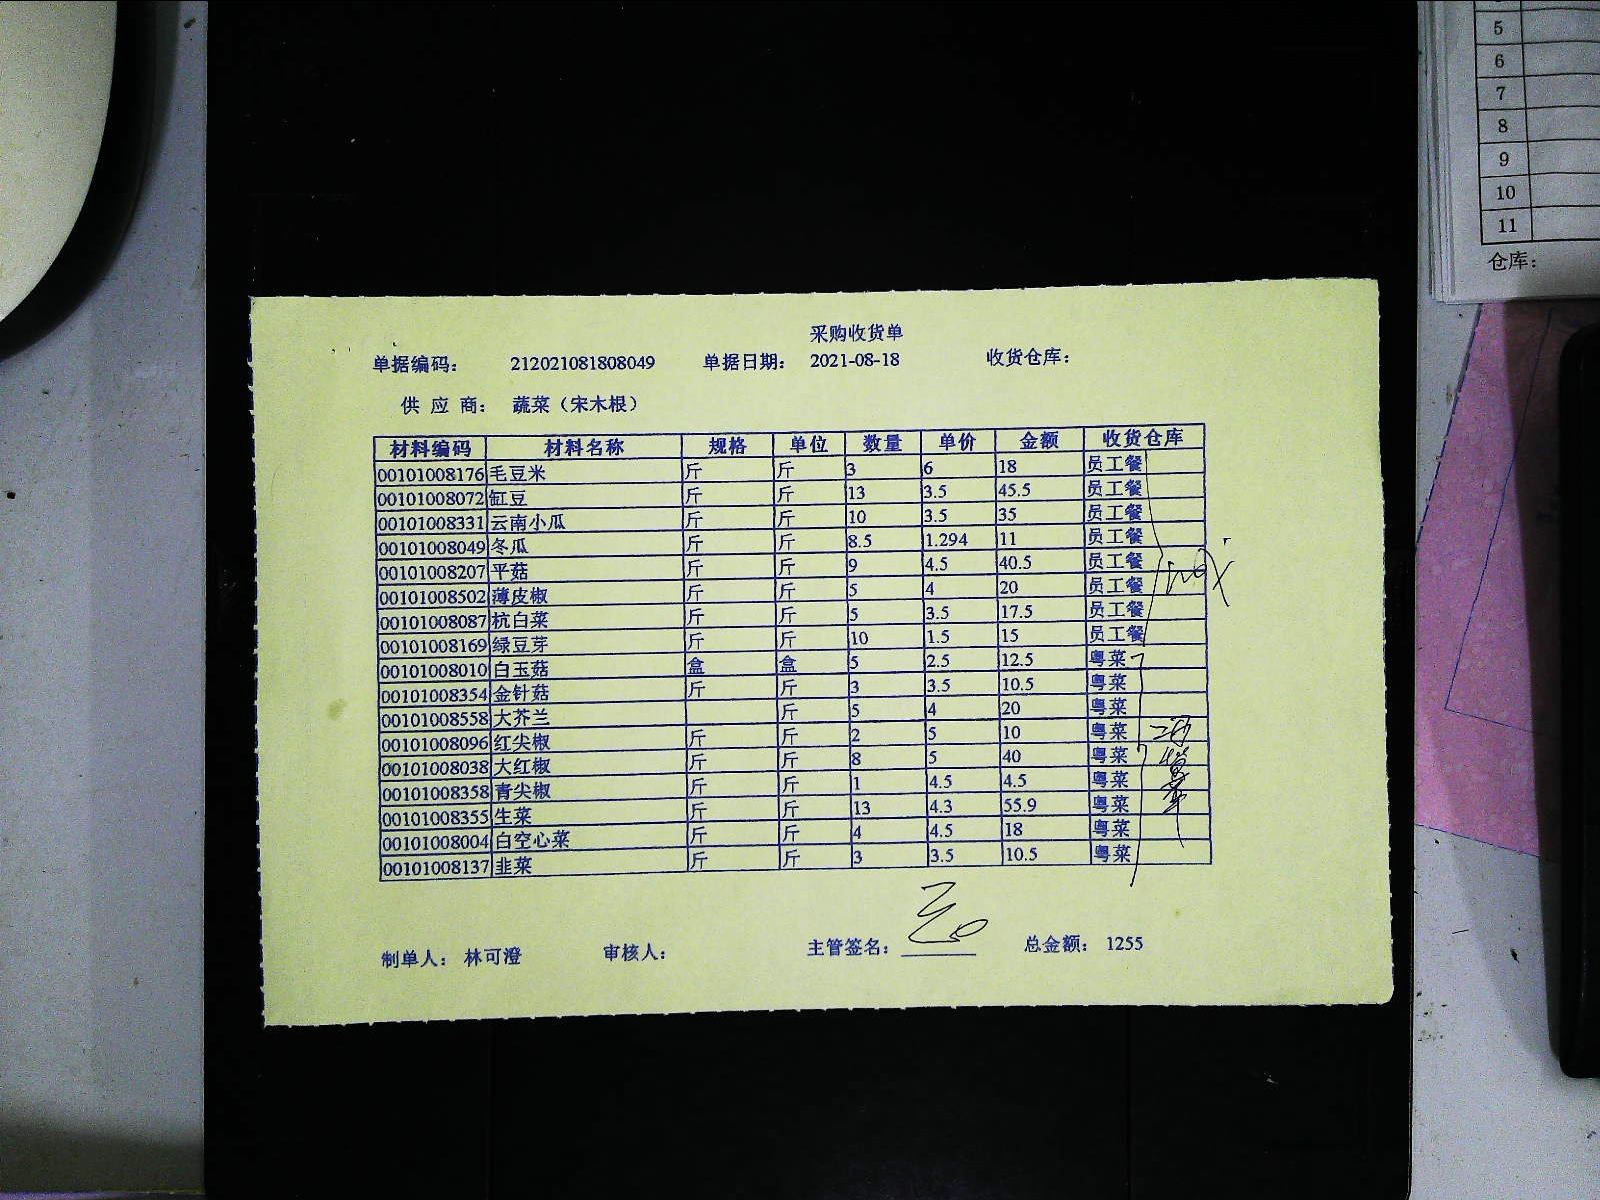 5
6
7
8
9
10
11
仓库：
采购收货单
单据编码： 212021081808049 单据日期： 2021-08-18 收货仓库：
供 应 商： 蔬菜（宋木根）
材料编码 材料名称 规格 单位 数量 单价 金额 收货仓库
00101008176 毛豆米 斤 斤 3 6 18 员工餐
00101008072 缸豆 斤 斤 13 3.5 45.5 员工餐
00101008331 云南小瓜 斤 斤 10 3.5 35 员工餐
00101008049 冬瓜 斤 斤 8.5 1.294 11 员工餐
00101008207 平菇 斤 斤 9 4.5 40.5 员工餐
00101008502 薄皮椒 斤 斤 5 4 20 员工餐
00101008087 杭白菜 斤 斤 5 3.5 17.5 员工餐
00101008169 绿豆芽 斤 斤 10 1.5 15 员工餐
00101008010 白玉菇 盒 盒 5 2.5 12.5 粤菜
00101008354 金针菇 斤 斤 3 3.5 10.5 粤菜
00101008558 大芥兰 斤 5 4 20 粤菜
00101008096 红尖椒 斤 斤 2 5 10 粤菜
00101008038 大红椒 斤 斤 8 5 40 粤菜
00101008358 青尖椒 斤 斤 1 4.5 4.5 粤菜
00101008355 生菜 斤 斤 13 4.3 55.9 粤菜
00101008004 白空心菜 斤 斤 4 4.5 18 粤菜
00101008137 韭菜 斤 斤 3 3.5 10.5 粤菜
制单人： 林可澄 审核人： 主管签名： 总金额： 1255